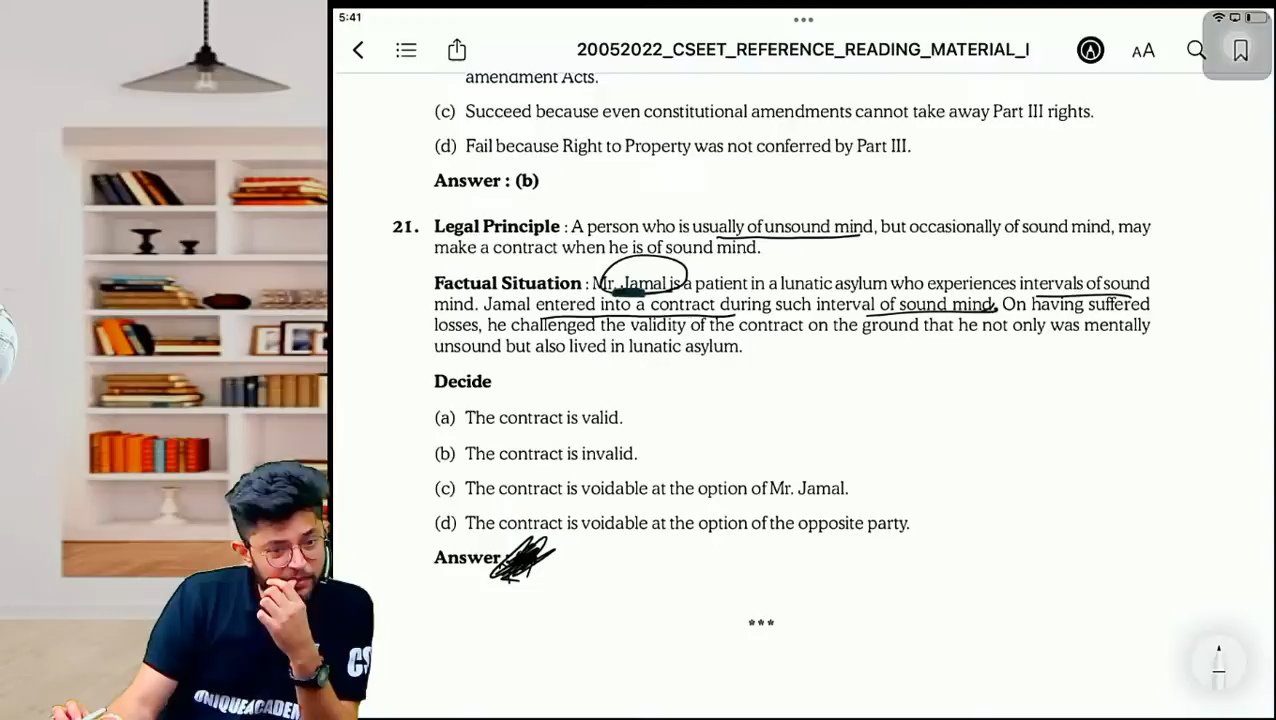 5:41
20052022_CSEET_REFERENCE_READING_MATERIAL_I
AA
amendment Acts.
(c) Succeed because even constitutional amendments cannot take away Part III rights.
(d) Fail because Right to Property was not conferred by Part III.
Answer : (b)
21. Legal Principle : A person who is usually of unsound mind, but occasionally of sound mind, may
make a contract when he is of sound mind.
Factual Situation : Mr. Jamal is a patient in a lunatic asylum who experiences intervals of sound
mind. Jamal entered into a contract during such interval of sound mind. On having suffered
losses, he challenged the validity of the contract on the ground that he not only was mentally
unsound but also lived in lunatic asylum.
Decide
(a) The contract is valid.
(b) The contract is invalid.
(c) The contract is voidable at the option of Mr. Jamal.
(d) The contract is voidable at the option of the opposite party.
Answer
***
CS
UNIQUEACADEM